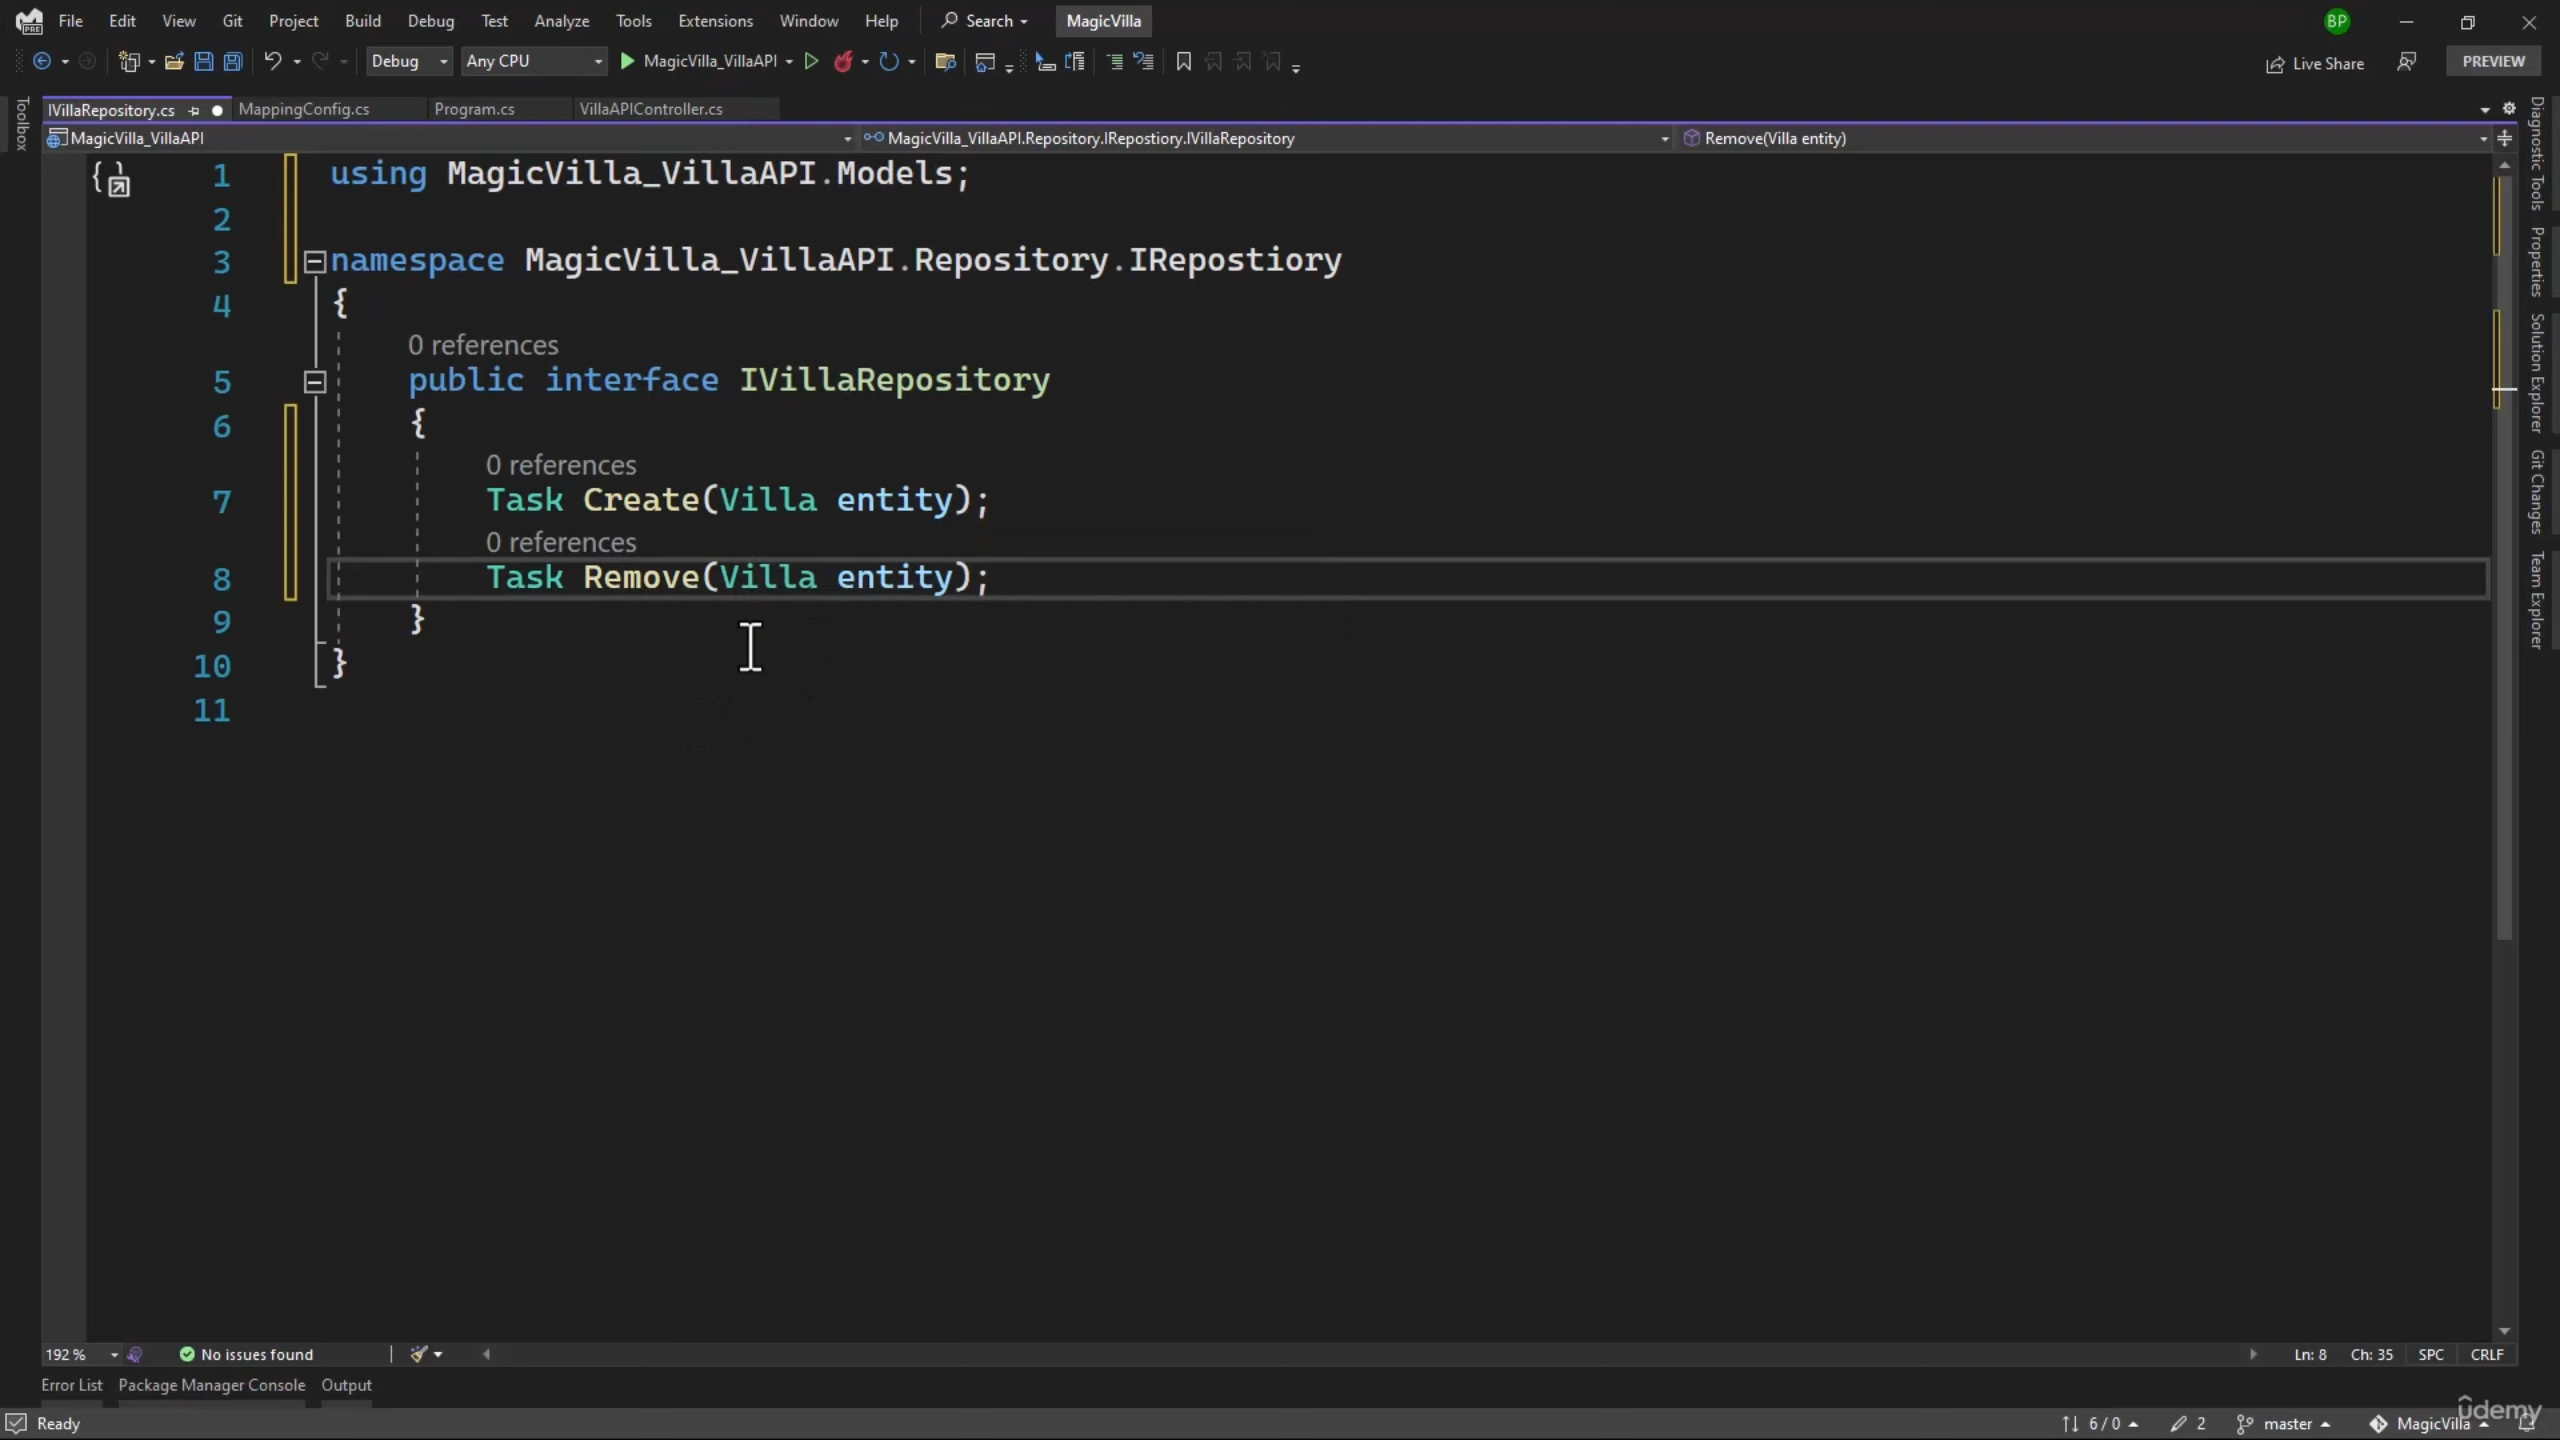 File Edit View Git Project Build Debug Test Analyze Tools Extensions Window Help Search MagicVilla BP
Debug Any CPU MagicVilla_VillaAPI Live Share PREVIEW
IVillaRepository.cs MappingConfig.cs Program.cs VillaAPIController.cs
MagicVilla_VillaAPI MagicVilla_VillaAPI.Repository.IRepostiory.IVillaRepository Remove(Villa entity)
Toolbox
1 using MagicVilla_VillaAPI.Models;
2
3 namespace MagicVilla_VillaAPI.Repository.IRepostiory
4 {
0 references
5 public interface IVillaRepository
6 {
0 references
7 Task Create(Villa entity);
0 references
8 Task Remove(Villa entity);
9 }
10 }
11
Diagnostic Tools
Properties
Solution Explorer
Git Changes
Team Explorer
192 % No issues found Ln: 8 Ch: 35 SPC CRLF
Error List Package Manager Console Output
Ready 6 / 0 2 master MagicVilla
PRE
udemy